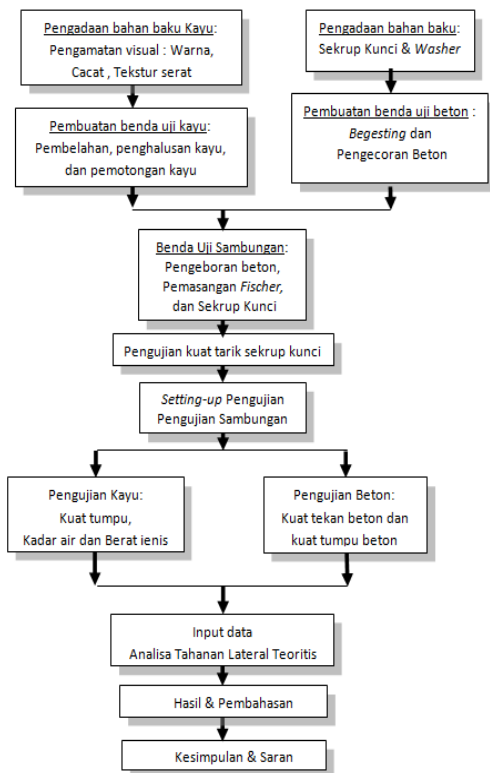 Pengadaan bahan baku Kayu:
Pengamatan visual : Warna,
Cacat , Tekstur serat
Pengadaan bahan baku:
Sekrup Kunci & Washer
Pembuatan benda uji kayu:
Pembelahan, penghalusan kayu,
dan pemotongan kayu
Pembuatan benda uji beton :
Begesting dan
Pengecoran Beton
Benda Uji Sambungan:
Pengeboran beton,
Pemasangan Fischer,
dan Sekrup Kunci
Pengujian kuat tarik sekrup kunci
Setting-up Pengujian
Pengujian Sambungan
Pengujian Kayu:
Kuat tumpu,
Kadar air dan Berat ienis
Pengujian Beton:
Kuat tekan beton dan
kuat tumpu beton
Input data
Analisa Tahanan Lateral Teoritis
Hasil & Pembahasan
Kesimpulan & Saran